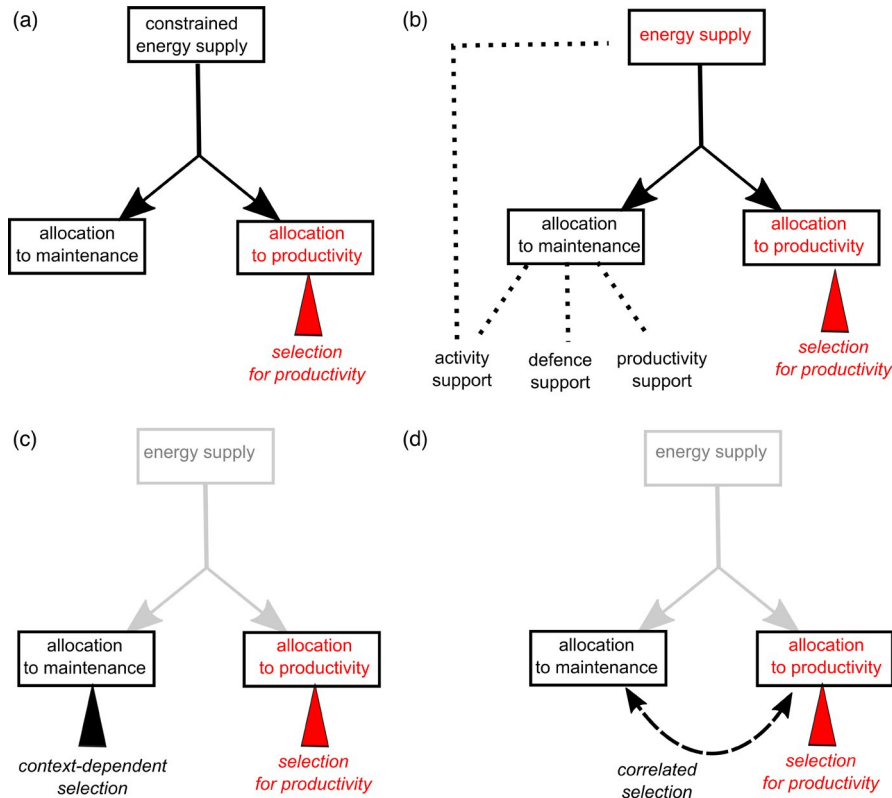 (a)
constrained
energy supply
allocation
to maintenance
allocation
to productivity
selection
for productivity
(b)
energy supply
allocation
to maintenance
allocation
to productivity
activity
support
defence
support
productivity
support
selection
for productivity
(c)
energy supply
allocation
to maintenance
allocation
to productivity
context-dependent
selection
selection
for productivity
(d)
energy supply
allocation
to maintenance
allocation
to productivity
correlated
selection
selection
for productivity